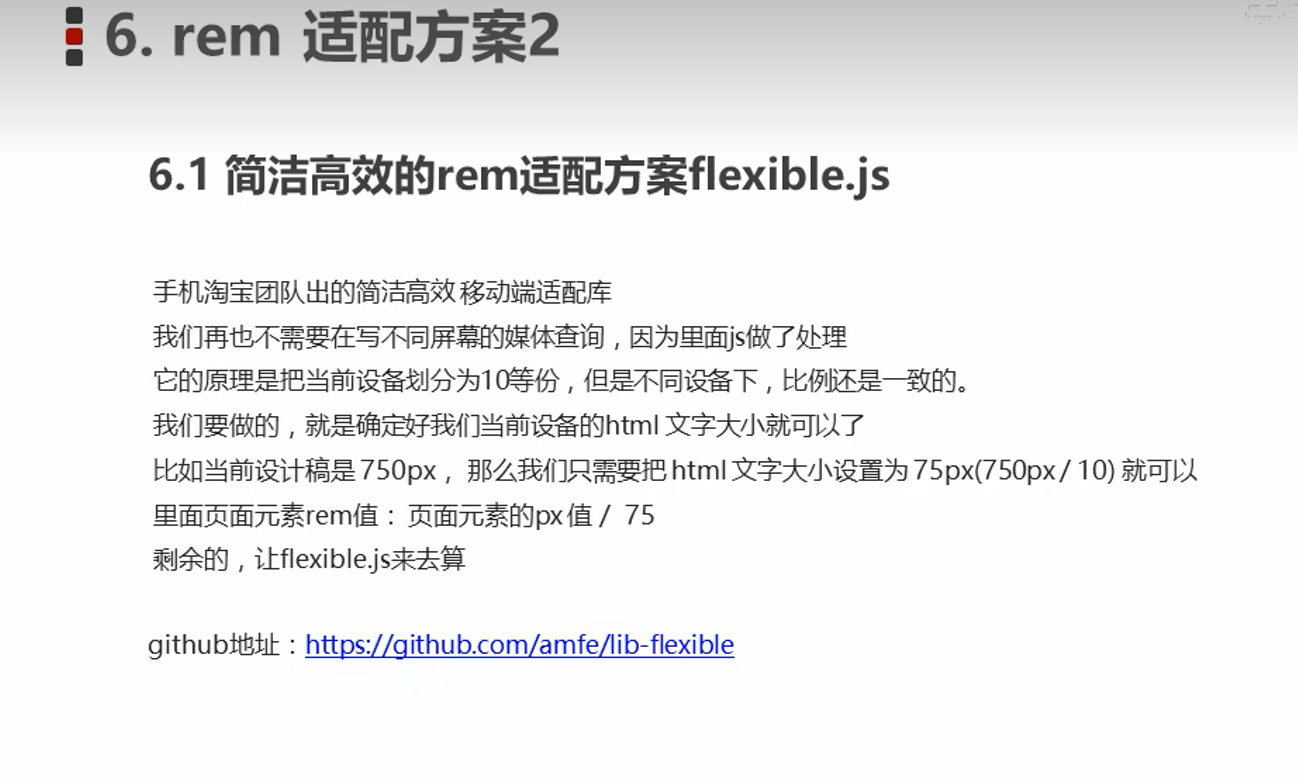 6. rem 适配方案2
6.1 简洁高效的rem适配方案flexible.js
手机淘宝团队出的简洁高效 移动端适配库
我们再也不需要在写不同屏幕的媒体查询，因为里面js做了处理
它的原理是把当前设备划分为10等份，但是不同设备下，比例还是一致的。
我们要做的，就是确定好我们当前设备的html 文字大小就可以了
比如当前设计稿是 750px， 那么我们只需要把 html 文字大小设置为 75px(750px / 10) 就可以
里面页面元素rem值： 页面元素的px 值 / 75
剩余的，让flexible.js来去算
github地址：https://github.com/amfe/lib-flexible